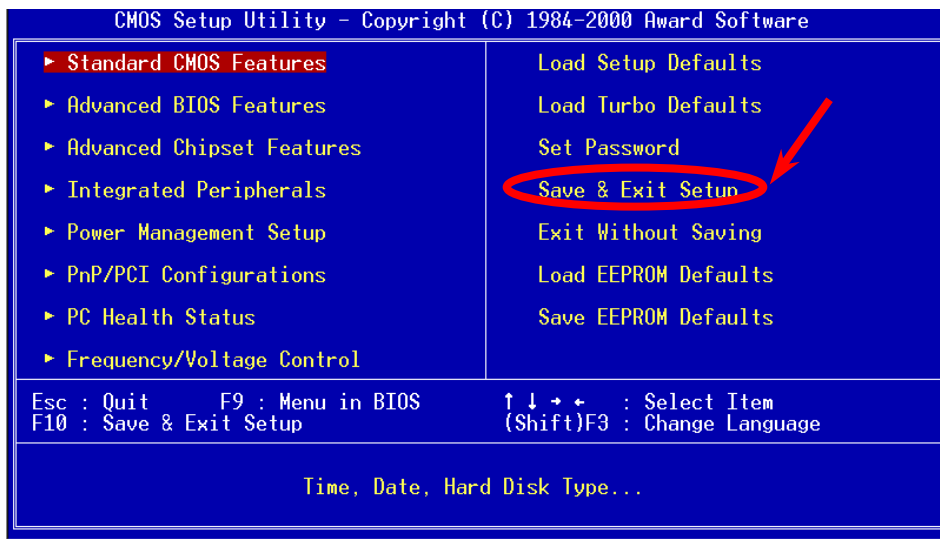 CMOS Setup Utility - Copyright (C) 1984-2000 Award Software
▶ Standard CMOS Features
▶ Advanced BIOS Features
▶ Advanced Chipset Features
▶ Integrated Peripherals
▶ Power Management Setup
▶ PnP/PCI Configurations
▶ PC Health Status
▶ Frequency/Voltage Control
Load Setup Defaults
Load Turbo Defaults
Set Password
Save & Exit Setup
Exit Without Saving
Load EEPROM Defaults
Save EEPROM Defaults
Esc : Quit F9 : Menu in BIOS ↑ ↓ → ← : Select Item
F10 : Save & Exit Setup (Shift)F3 : Change Language
Time, Date, Hard Disk Type...